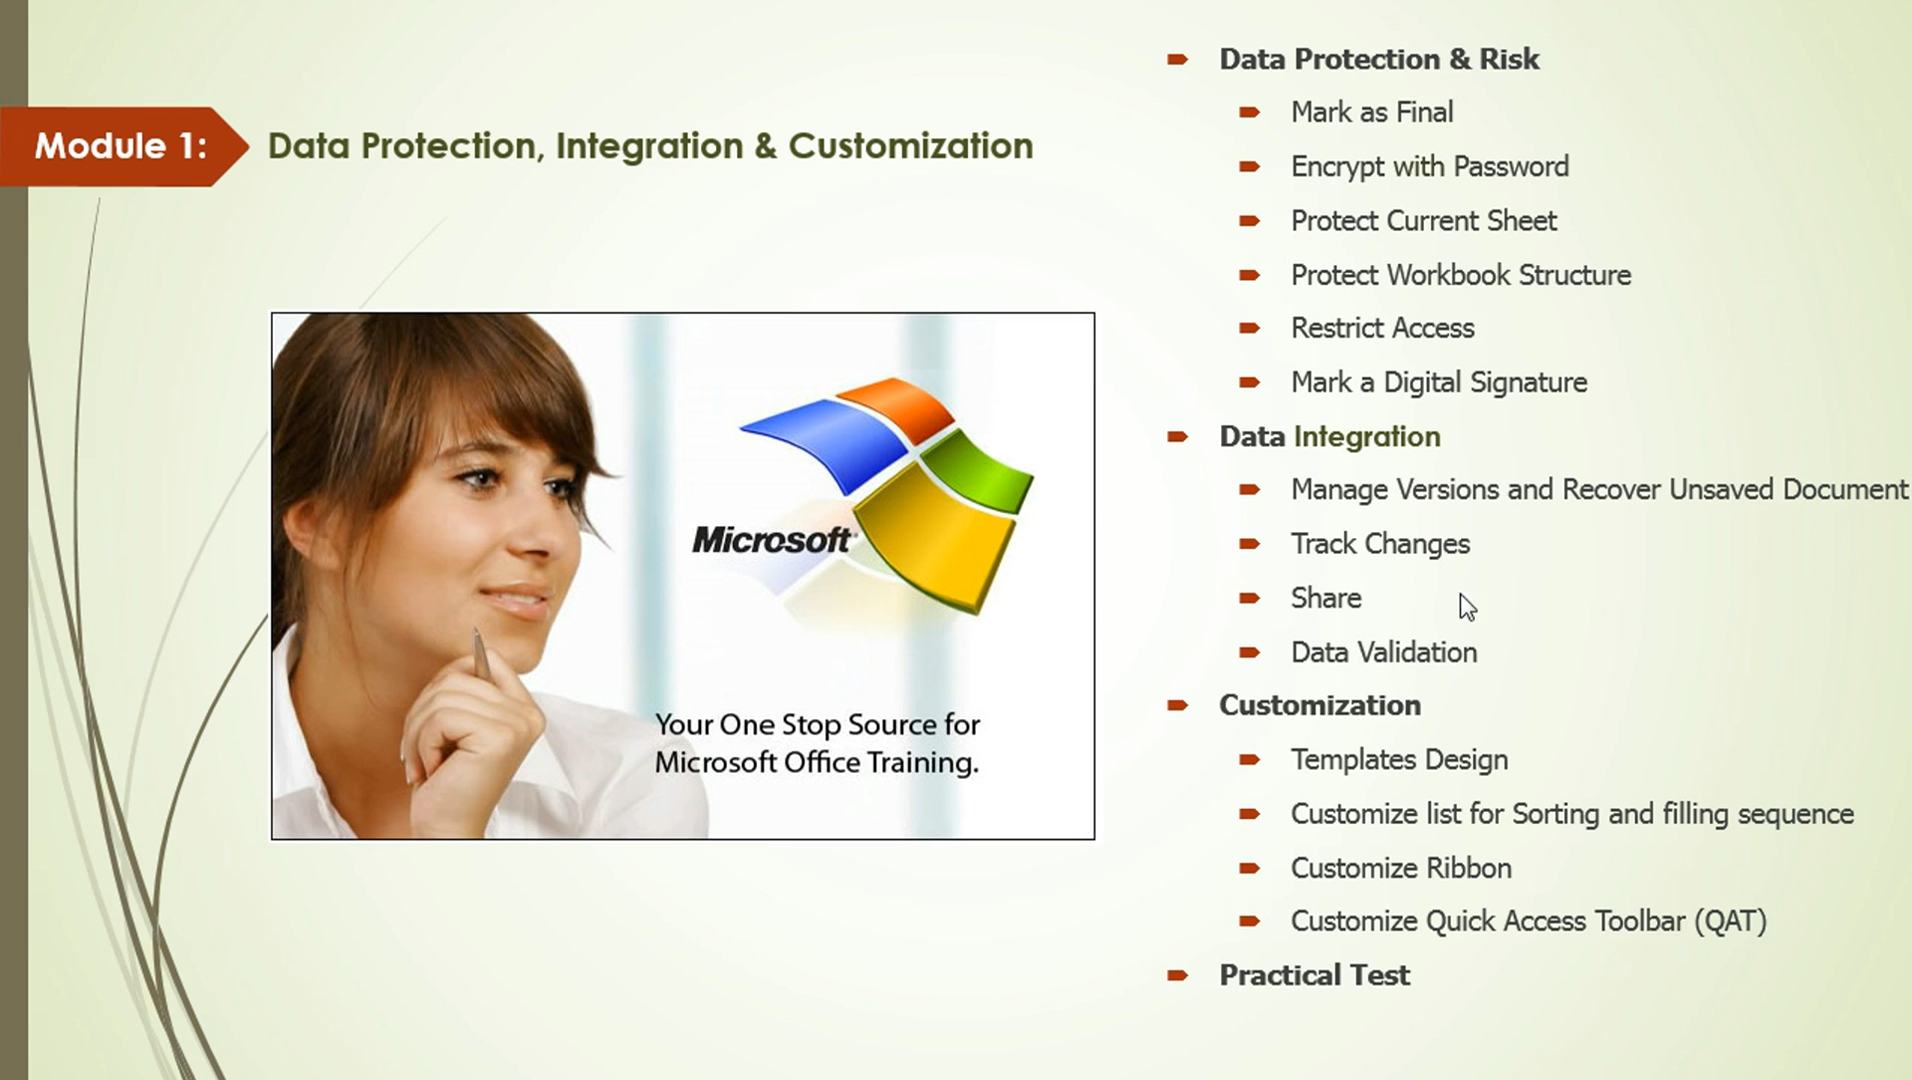 Module 1:
Data Protection, Integration & Customization
Microsoft
Your One Stop Source for
Microsoft Office Training.
Data Protection & Risk
Mark as Final
Encrypt with Password
Protect Current Sheet
Protect Workbook Structure
Restrict Access
Mark a Digital Signature
Data Integration
Manage Versions and Recover Unsaved Document
Track Changes
Share
Data Validation
Customization
Templates Design
Customize list for Sorting and filling sequence
Customize Ribbon
Customize Quick Access Toolbar (QAT)
Practical Test